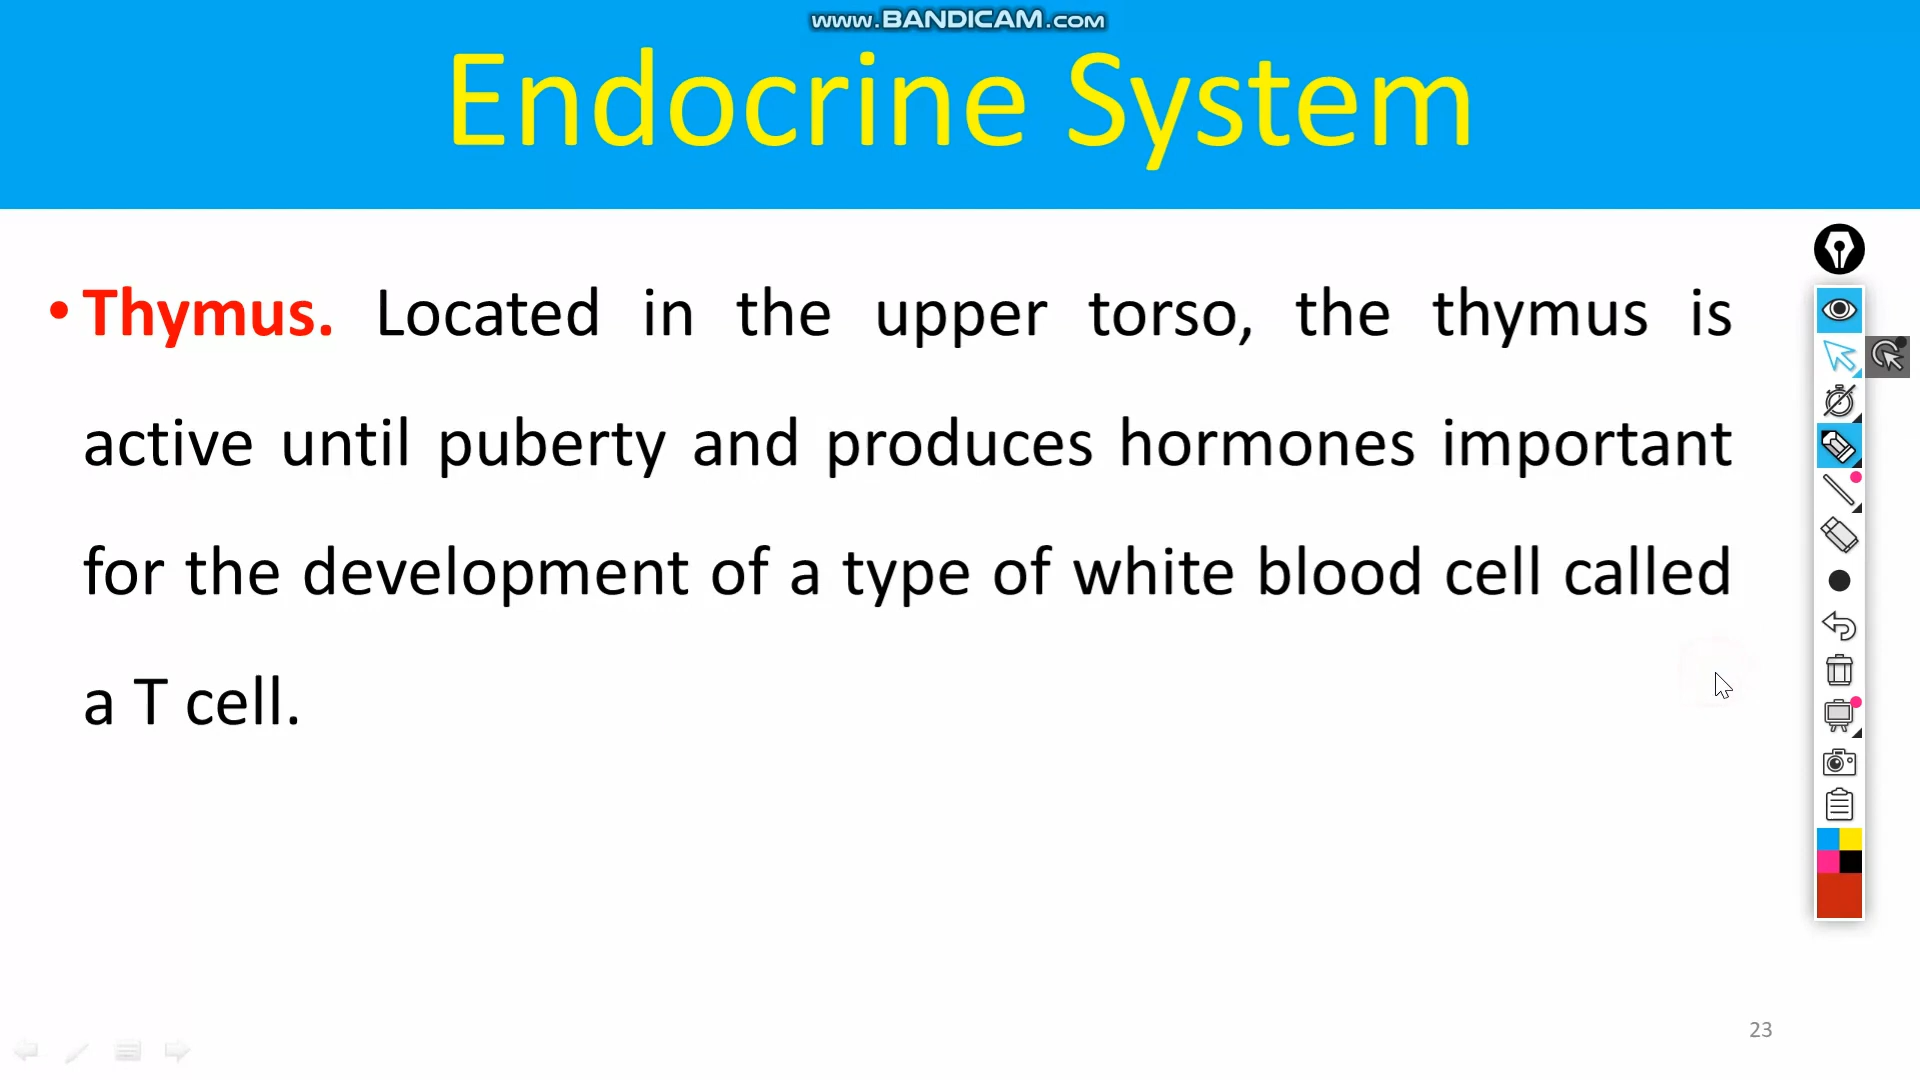 www.BANDICAM.com
Endocrine System
• Thymus. Located in the upper torso, the thymus is
active until puberty and produces hormones important
for the development of a type of white blood cell called
a T cell.
23